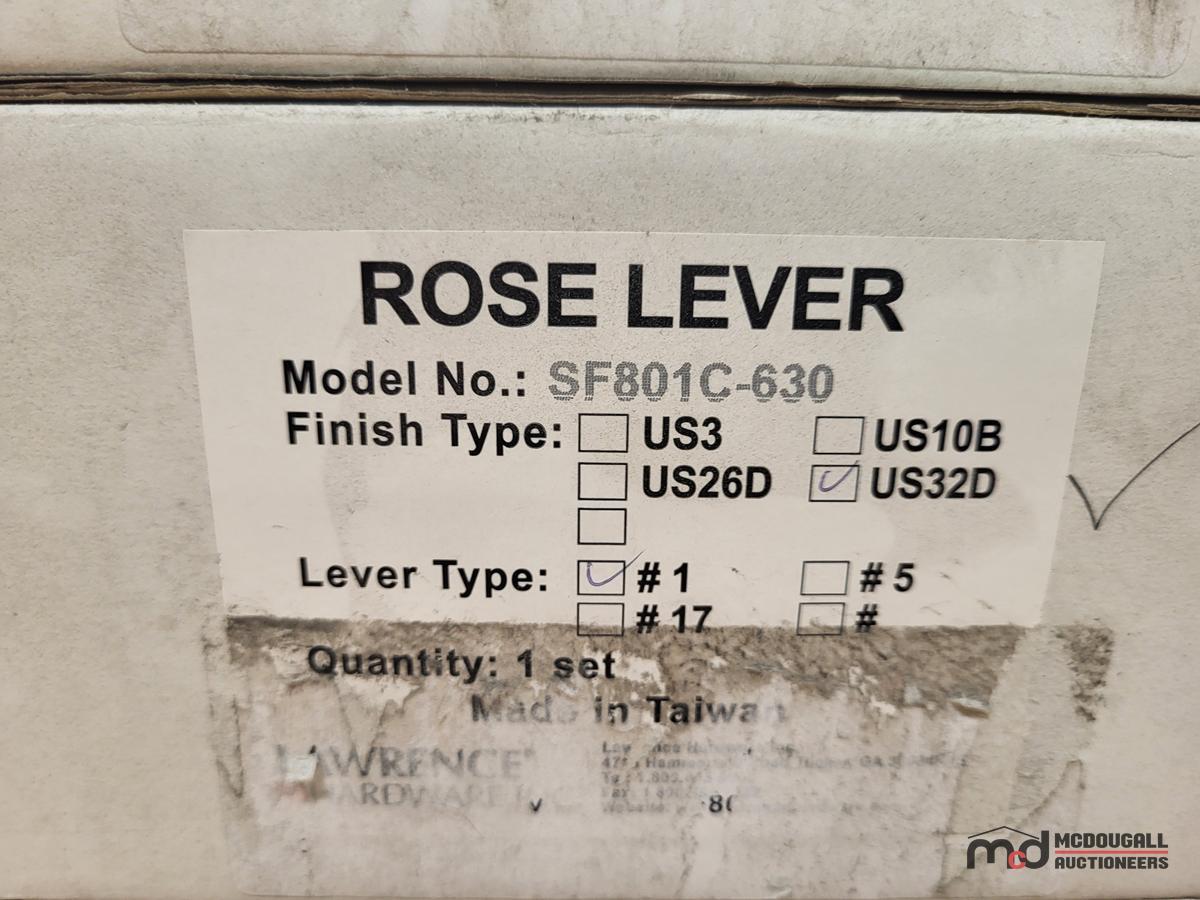 ROSE LEVER
Model No.: SF801C-630
Finish Type: US3 US10B
US26D US32D
Lever Type: # 1 # 5
# 17 #
Quantity: 1 set
Made in Taiwan
LAWRENCE
HARDWARE
mcd MCDOUGALL
AUCTIONEERS